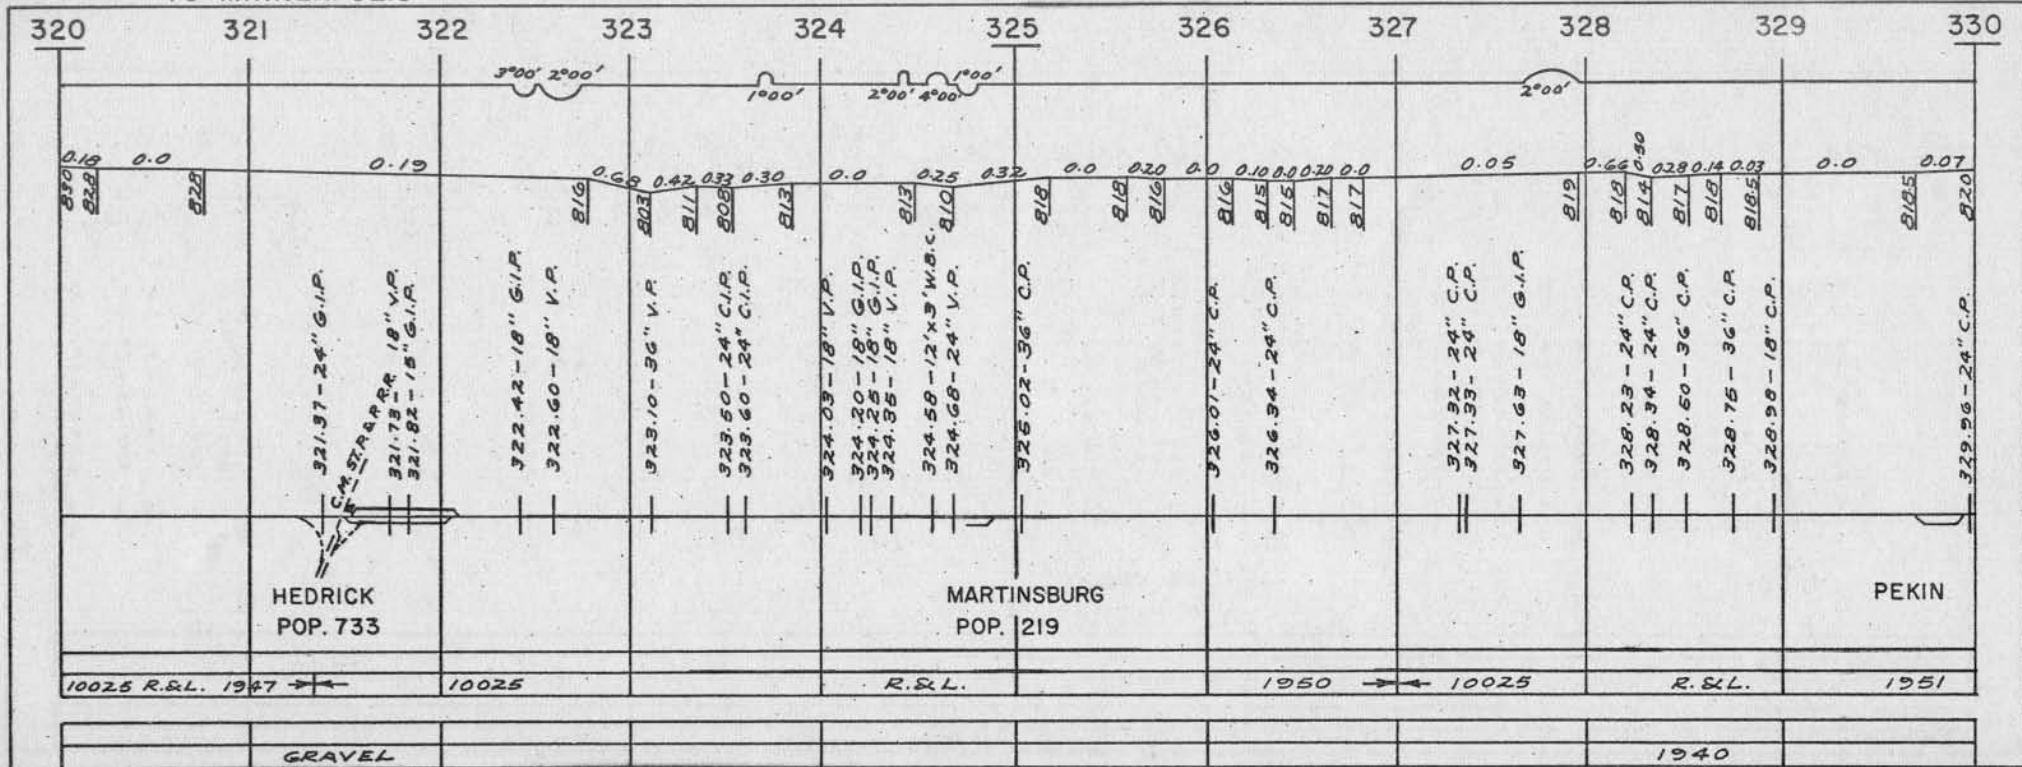 320 321 322 323 324 325 326 327 328 329 330
3°00' 2°00' 1°00' 2°00' 4°00' 1°00' 2°00'
0.18 0.0 0.19 0.68 0.42 0.33 0.30 0.0 0.25 0.32 0.0 0.20 0.0 0.10 0.0 0.20 0.0 0.05 0.66 0.50 0.28 0.14 0.03 0.0 0.07
830 828 828 816 803 811 808 813 813 810 818 818 816 816 815 815 817 817 819 818 814 817 818 818.5 818.5 820
321.37-24" G.I.P.
C.M.ST.P.&P. R.R.
321.73-18" V.P.
321.82-15" G.I.P.
322.42-18" G.I.P.
322.60-18" V.P.
323.10-36" V.P.
323.50-24" C.I.P.
323.60-24" C.I.P.
324.03-18" V.P.
324.20-18" G.I.P.
324.25-18" G.I.P.
324.35-18" V.P.
324.58-12'x3' W.B.C.
324.68-24" V.P.
325.02-36" C.P.
326.01-24" C.P.
326.34-24" C.P.
327.32-24" C.P.
327.33-24" C.P.
327.63-18" G.I.P.
328.23-24" C.P.
328.34-24" C.P.
328.50-36" C.P.
328.75-36" C.P.
328.98-18" C.P.
329.96-24" C.P.
HEDRICK
POP. 733
MARTINSBURG
POP. 219
PEKIN
10025 R.&L. 1947 10025 R.&L. 1950 10025 R.&L. 1951
GRAVEL 1940